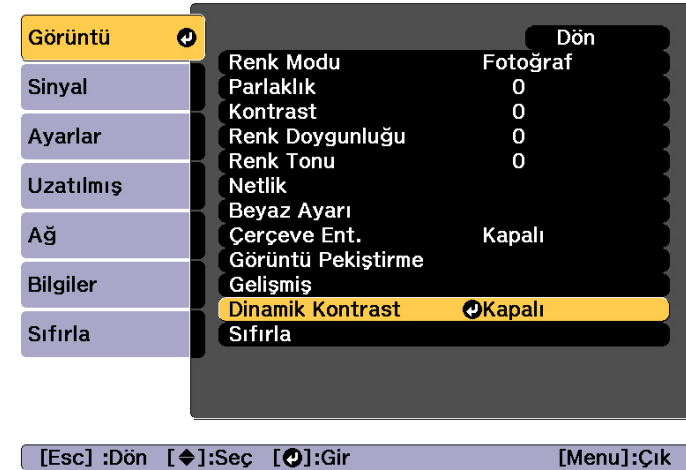 Görüntü
Sinyal
Ayarlar
Uzatılmış
Ağ
Bilgiler
Sıfırla
Dön
Renk Modu Fotoğraf
Parlaklık 0
Kontrast 0
Renk Doygunluğu 0
Renk Tonu 0
Netlik
Beyaz Ayarı
Çerçeve Ent. Kapalı
Görüntü Pekiştirme
Gelişmiş
Dinamik Kontrast Kapalı
Sıfırla
[Esc] :Dön [◆]:Seç [↵]:Gir [Menu]:Çık